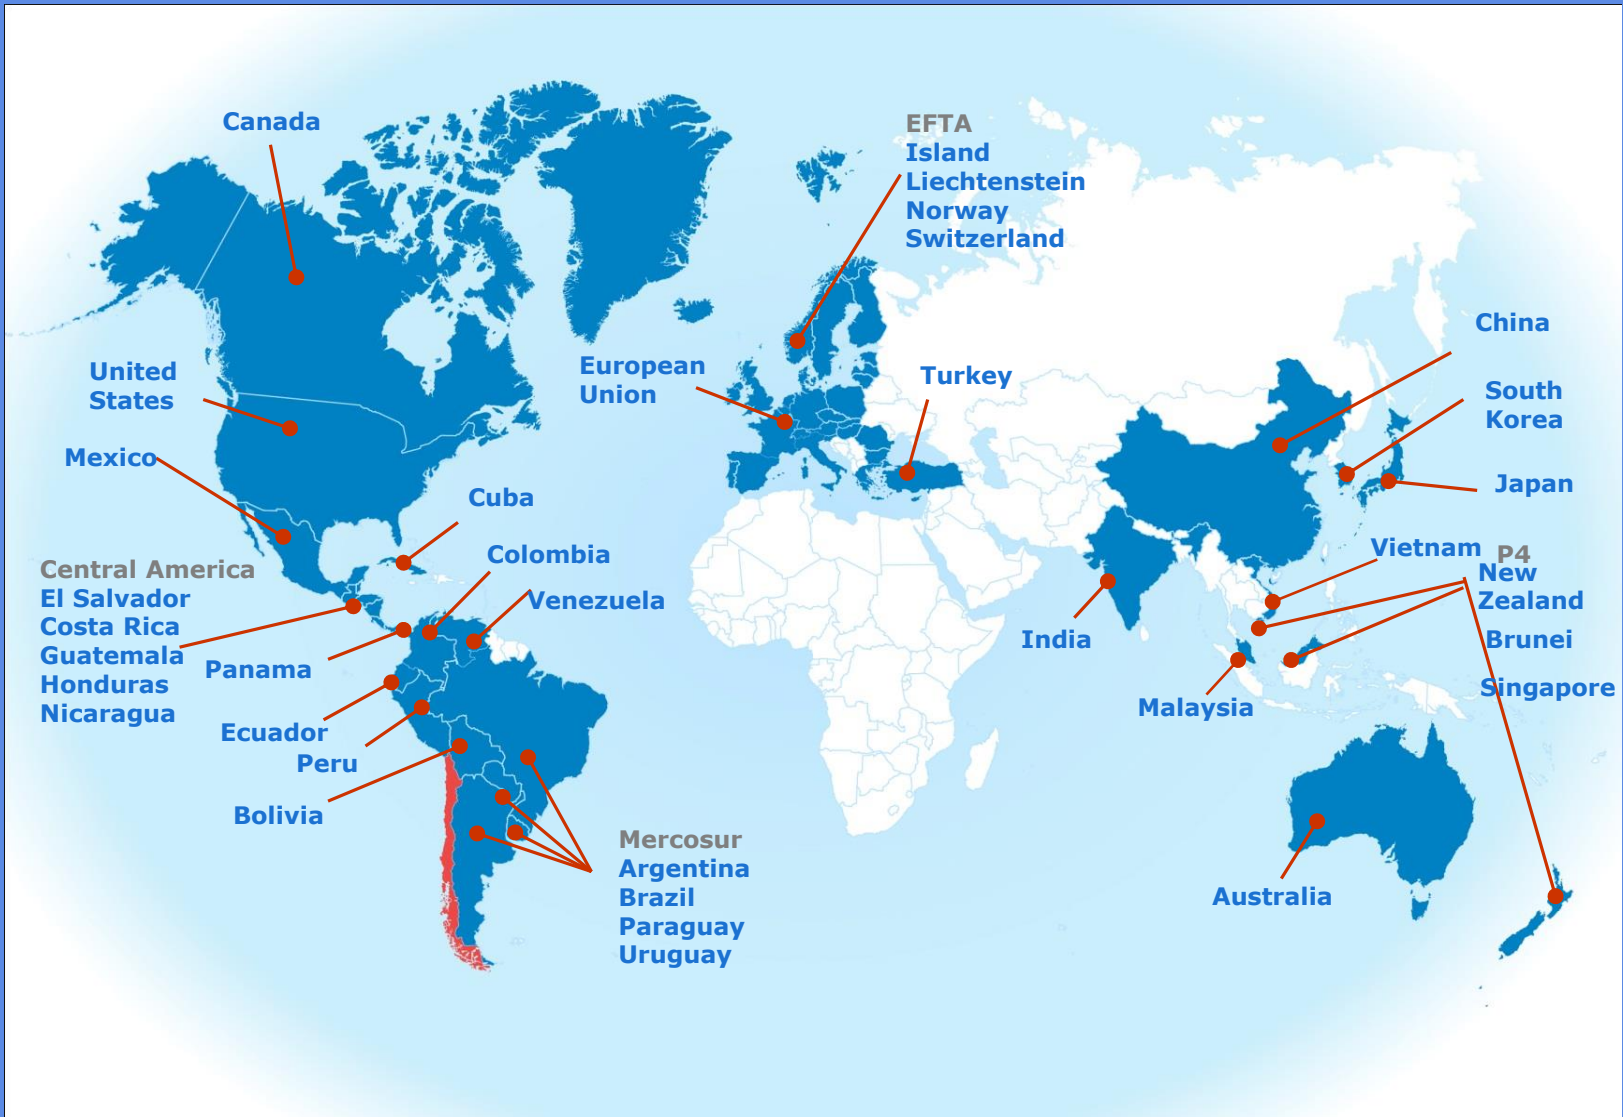 Canada
EFTA
Island
Liechtenstein
Norway
Switzerland
China
United
States
European
Union
Turkey
South
Korea
Mexico
Cuba
Japan
Colombia
Vietnam
P4
New
Zealand
Brunei
Singapore
Central America
El Salvador
Costa Rica
Guatemala
Honduras
Nicaragua
Venezuela
India
Panama
Malaysia
Ecuador
Peru
Bolivia
Mercosur
Argentina
Brazil
Paraguay
Uruguay
Australia